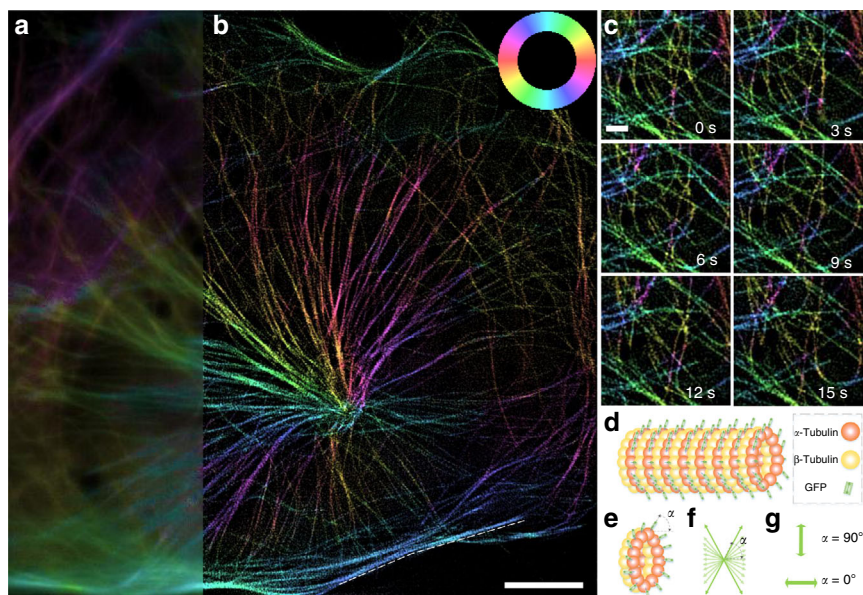 a
b
c
0 s
3 s
6 s
9 s
12 s
15 s
d
α-Tubulin
β-Tubulin
GFP
e
α
f
α
g
α = 90°
α = 0°